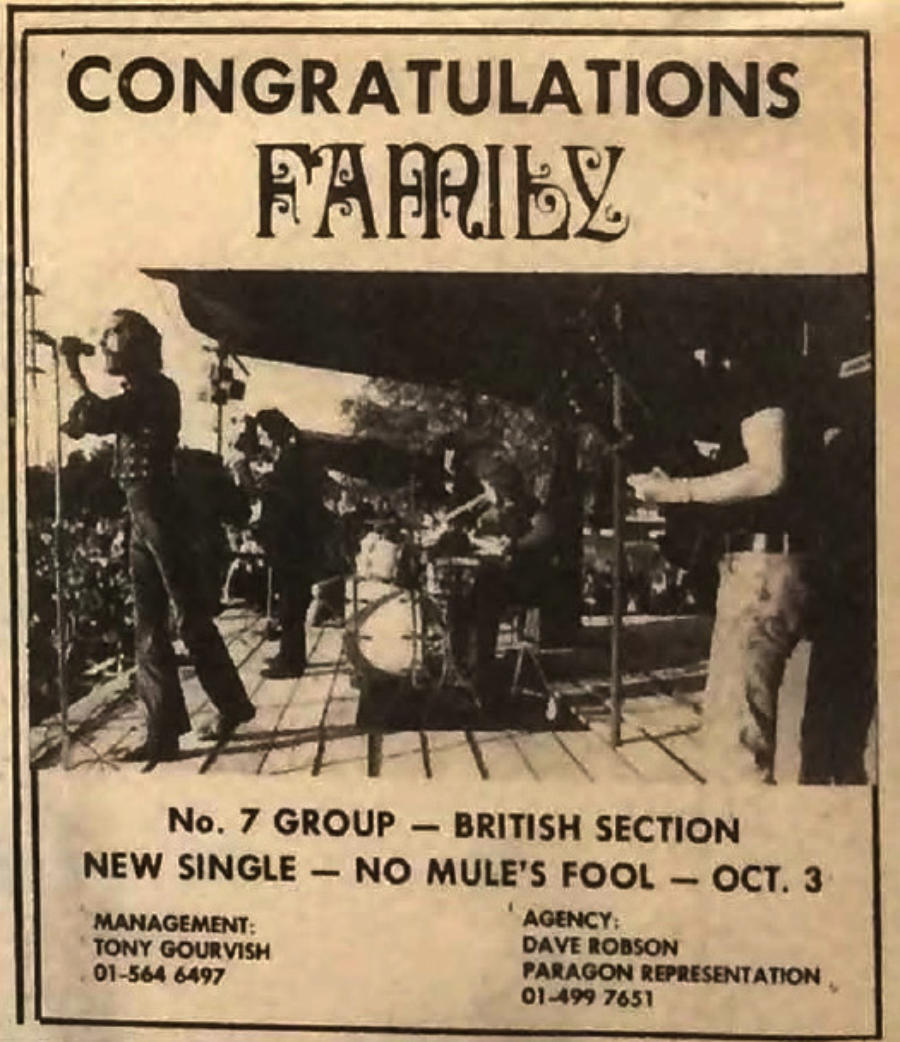 CONGRATULATIONS
FAMILY
No. 7 GROUP — BRITISH SECTION
NEW SINGLE — NO MULE'S FOOL — OCT. 3
MANAGEMENT:
TONY GOURVISH
01-564 6497
AGENCY:
DAVE ROBSON
PARAGON REPRESENTATION
01-499 7651